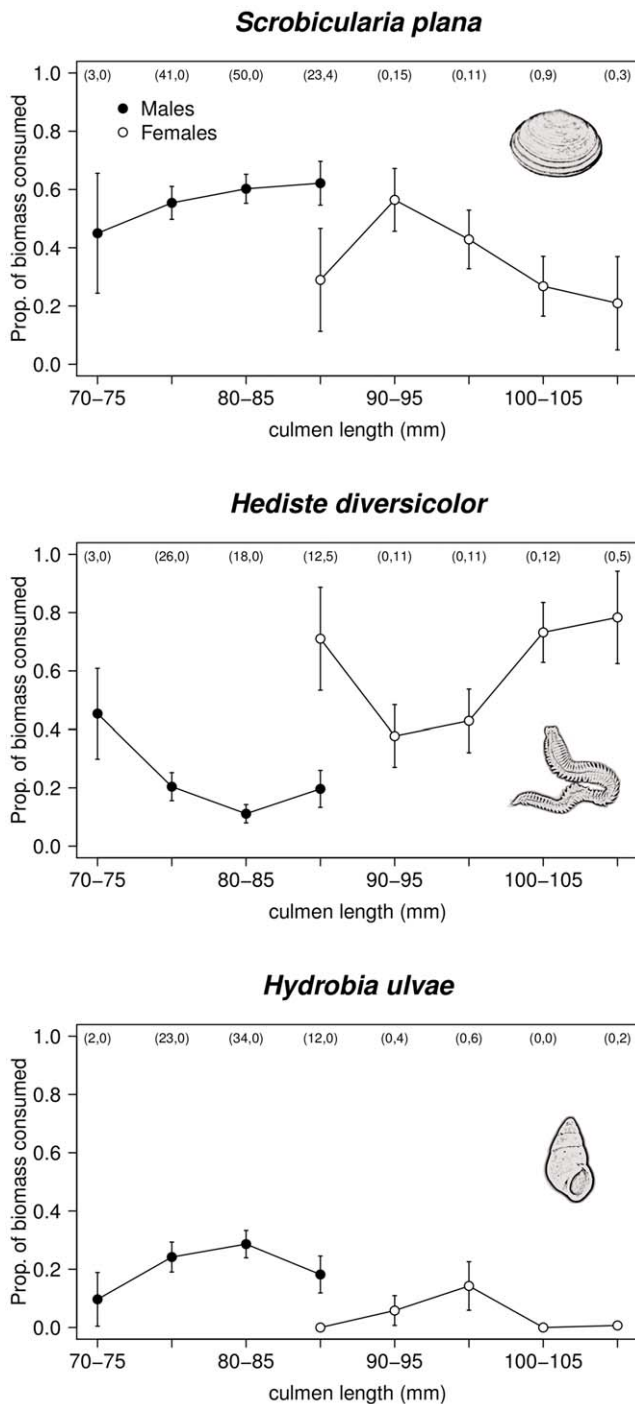 Scrobicularia plana
(3,0) (41,0) (50,0) (23,4) (0,15) (0,11) (0,9) (0,3)
Males
Females
Prop. of biomass consumed
1.0
0.8
0.6
0.4
0.2
0.0
70–75 80–85 90–95 100–105
culmen length (mm)
Hediste diversicolor
(3,0) (26,0) (18,0) (12,5) (0,11) (0,11) (0,12) (0,5)
Prop. of biomass consumed
1.0
0.8
0.6
0.4
0.2
0.0
70–75 80–85 90–95 100–105
culmen length (mm)
Hydrobia ulvae
(2,0) (23,0) (34,0) (12,0) (0,4) (0,6) (0,0) (0,2)
Prop. of biomass consumed
1.0
0.8
0.6
0.4
0.2
0.0
70–75 80–85 90–95 100–105
culmen length (mm)